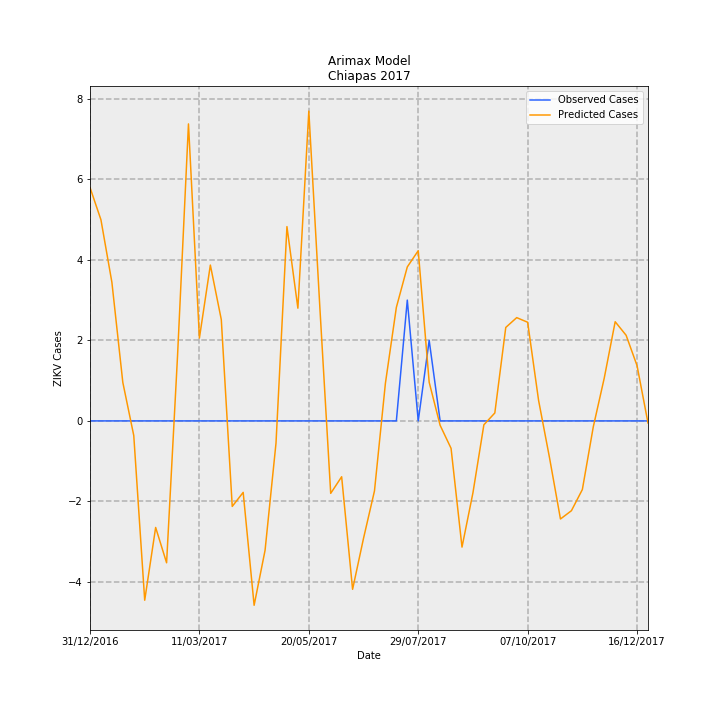 Arimax Model
Chiapas 2017
Observed Cases
Predicted Cases
ZIKV Cases
8
6
4
2
0
−2
−4
31/12/2016 11/03/2017 20/05/2017 29/07/2017 07/10/2017 16/12/2017
Date